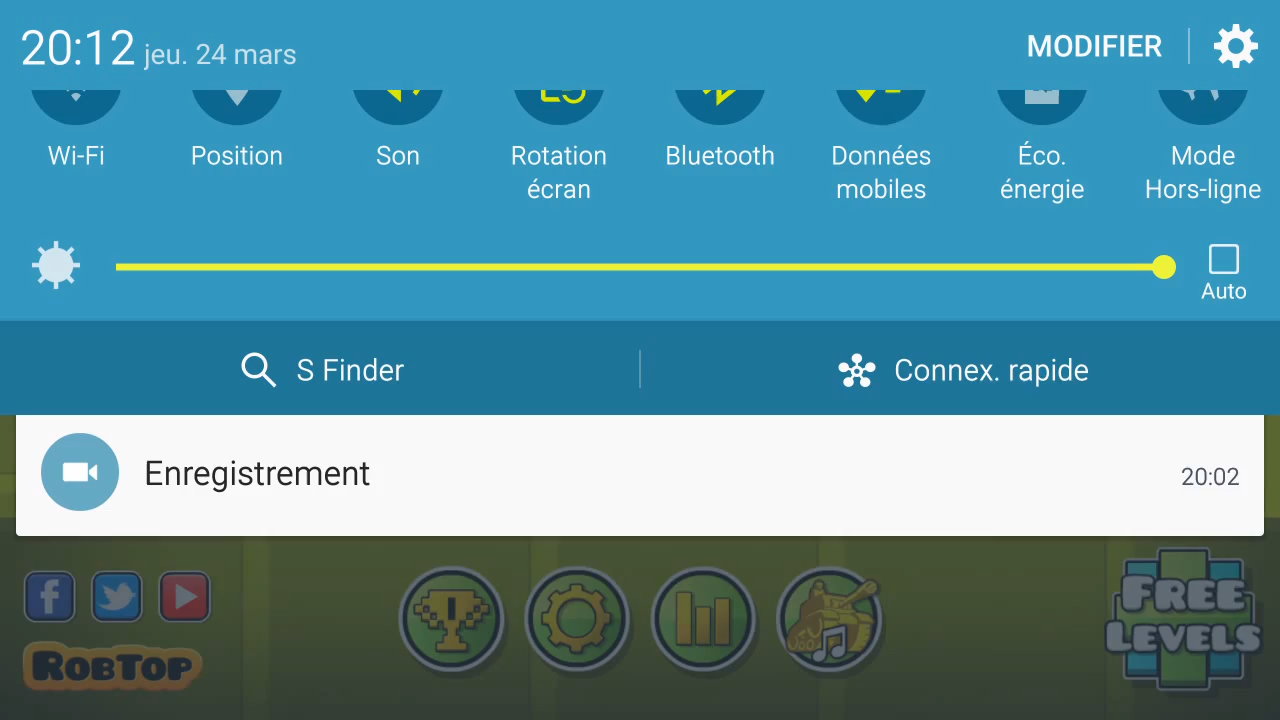 20:12 jeu. 24 mars MODIFIER
Wi-Fi Position Son Rotation écran Bluetooth Données mobiles Éco. énergie Mode Hors-ligne
Auto
S Finder Connex. rapide
Enregistrement 20:02
FREE
LEVELS
ROBTOP